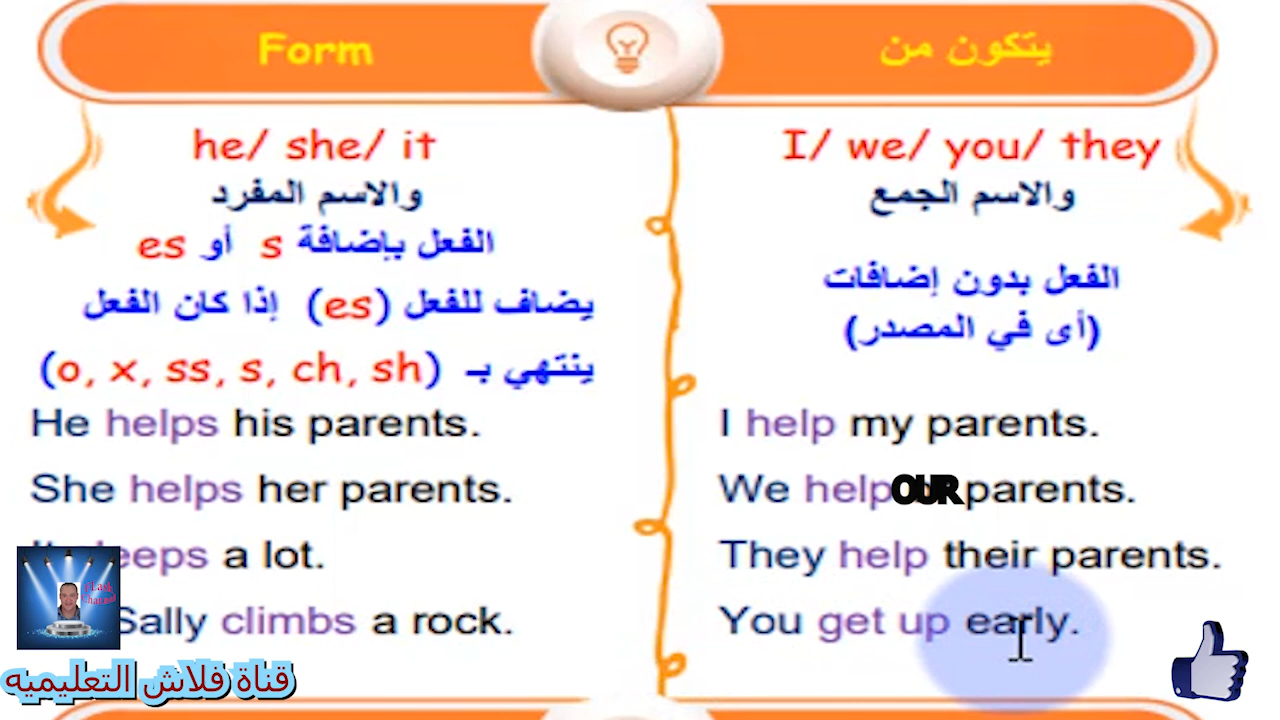 Form
يتكون من
he/ she/ it
والاسم المفرد
الفعل بإضافة s أو es
يضاف للفعل (es) إذا كان الفعل
ينتهي بـ (o, x, ss, s, ch, sh)
He helps his parents.
She helps her parents.
a lot.
Sally climbs a rock.
I/ we/ you/ they
والاسم الجمع
الفعل بدون إضافات
(أى في المصدر)
I help my parents.
We help OUR parents.
They help their parents.
You get up early.
Flash
Channel
قناة فلاش التعليميه